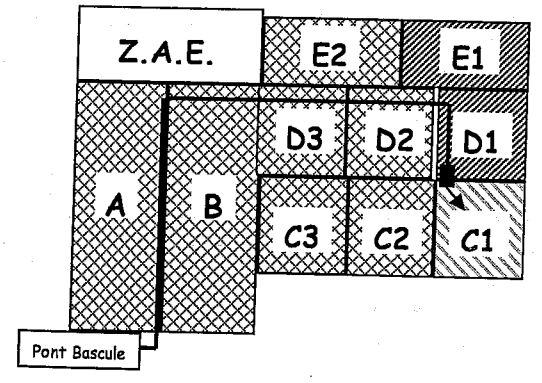 Z.A.E.
E2
E1
D3
D2
D1
A
B
C3
C2
C1
Pont Bascule